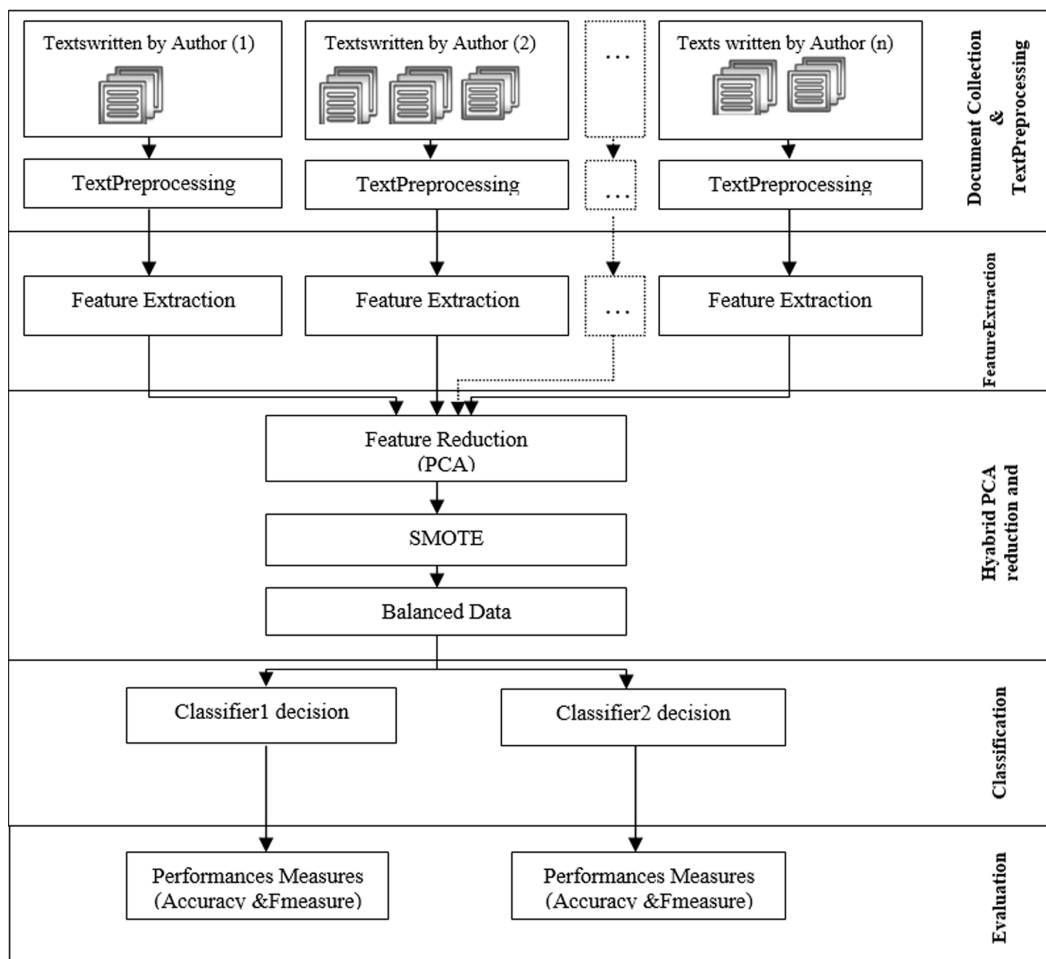 Textswritten by Author (1)
Textswritten by Author (2)
...
Texts written by Author (n)
Document Collection
&
TextPreprocessing
TextPreprocessing
TextPreprocessing
...
TextPreprocessing
Feature Extraction
Feature Extraction
...
Feature Extraction
FeatureExtraction
Feature Reduction
(PCA)
SMOTE
Balanced Data
Hyabrid PCA
reduction and
Classifier1 decision
Classifier2 decision
Classification
Performances Measures
(Accuracy &Fmeasure)
Performances Measures
(Accuracy &Fmeasure)
Evaluation